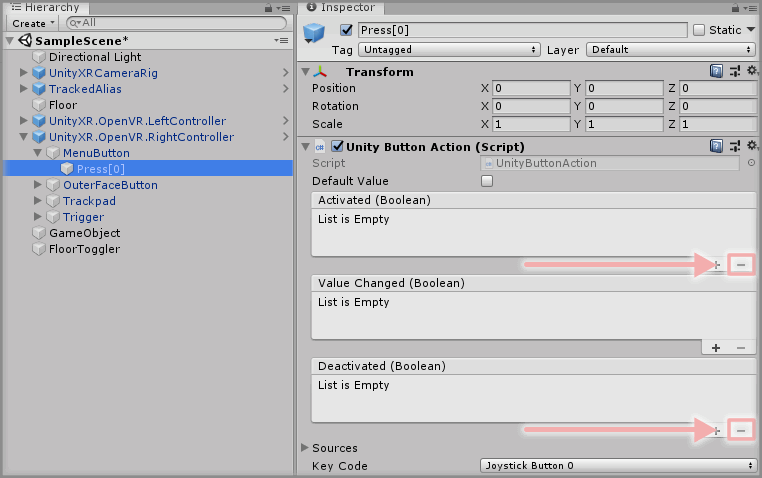 Hierarchy
Create
All
SampleScene*
Directional Light
UnityXRCameraRig
TrackedAlias
Floor
UnityXR.OpenVR.LeftController
UnityXR.OpenVR.RightController
MenuButton
Press[0]
OuterFaceButton
Trackpad
Trigger
GameObject
FloorToggler
Inspector
Press[0]
Static
Tag Untagged Layer Default
Transform
Position X 0 Y 0 Z 0
Rotation X 0 Y 0 Z 0
Scale X 1 Y 1 Z 1
Unity Button Action (Script)
Script UnityButtonAction
Default Value
Activated (Boolean)
List is Empty
+ −
Value Changed (Boolean)
List is Empty
+ −
Deactivated (Boolean)
List is Empty
+ −
Sources
Key Code Joystick Button 0